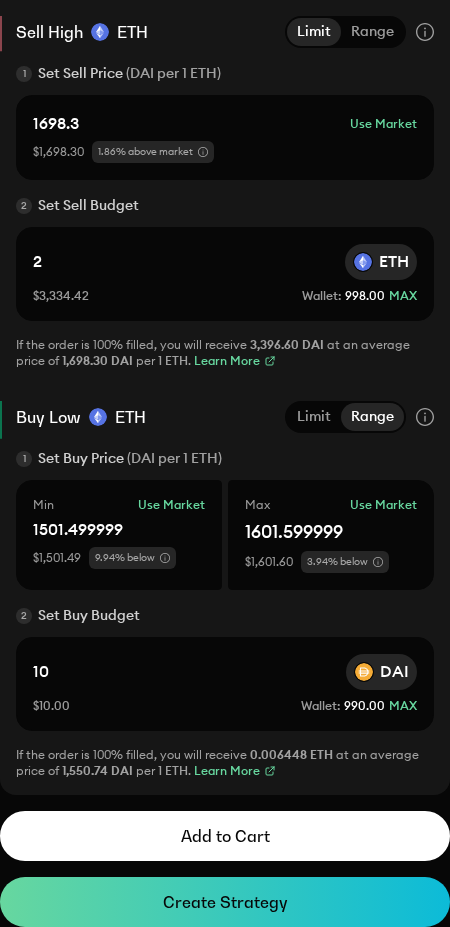 Sell High ETH Limit Range
1 Set Sell Price (DAI per 1 ETH)
1698.3 Use Market
$1,698.30 1.86% above market
2 Set Sell Budget
2 ETH
$3,334.42 Wallet: 998.00 MAX
If the order is 100% filled, you will receive 3,396.60 DAI at an average
price of 1,698.30 DAI per 1 ETH. Learn More
Buy Low ETH Limit Range
1 Set Buy Price (DAI per 1 ETH)
Min Use Market
1501.499999
$1,501.49 9.94% below
Max Use Market
1601.599999
$1,601.60 3.94% below
2 Set Buy Budget
10 DAI
$10.00 Wallet: 990.00 MAX
If the order is 100% filled, you will receive 0.006448 ETH at an average
price of 1,550.74 DAI per 1 ETH. Learn More
Add to Cart
Create Strategy